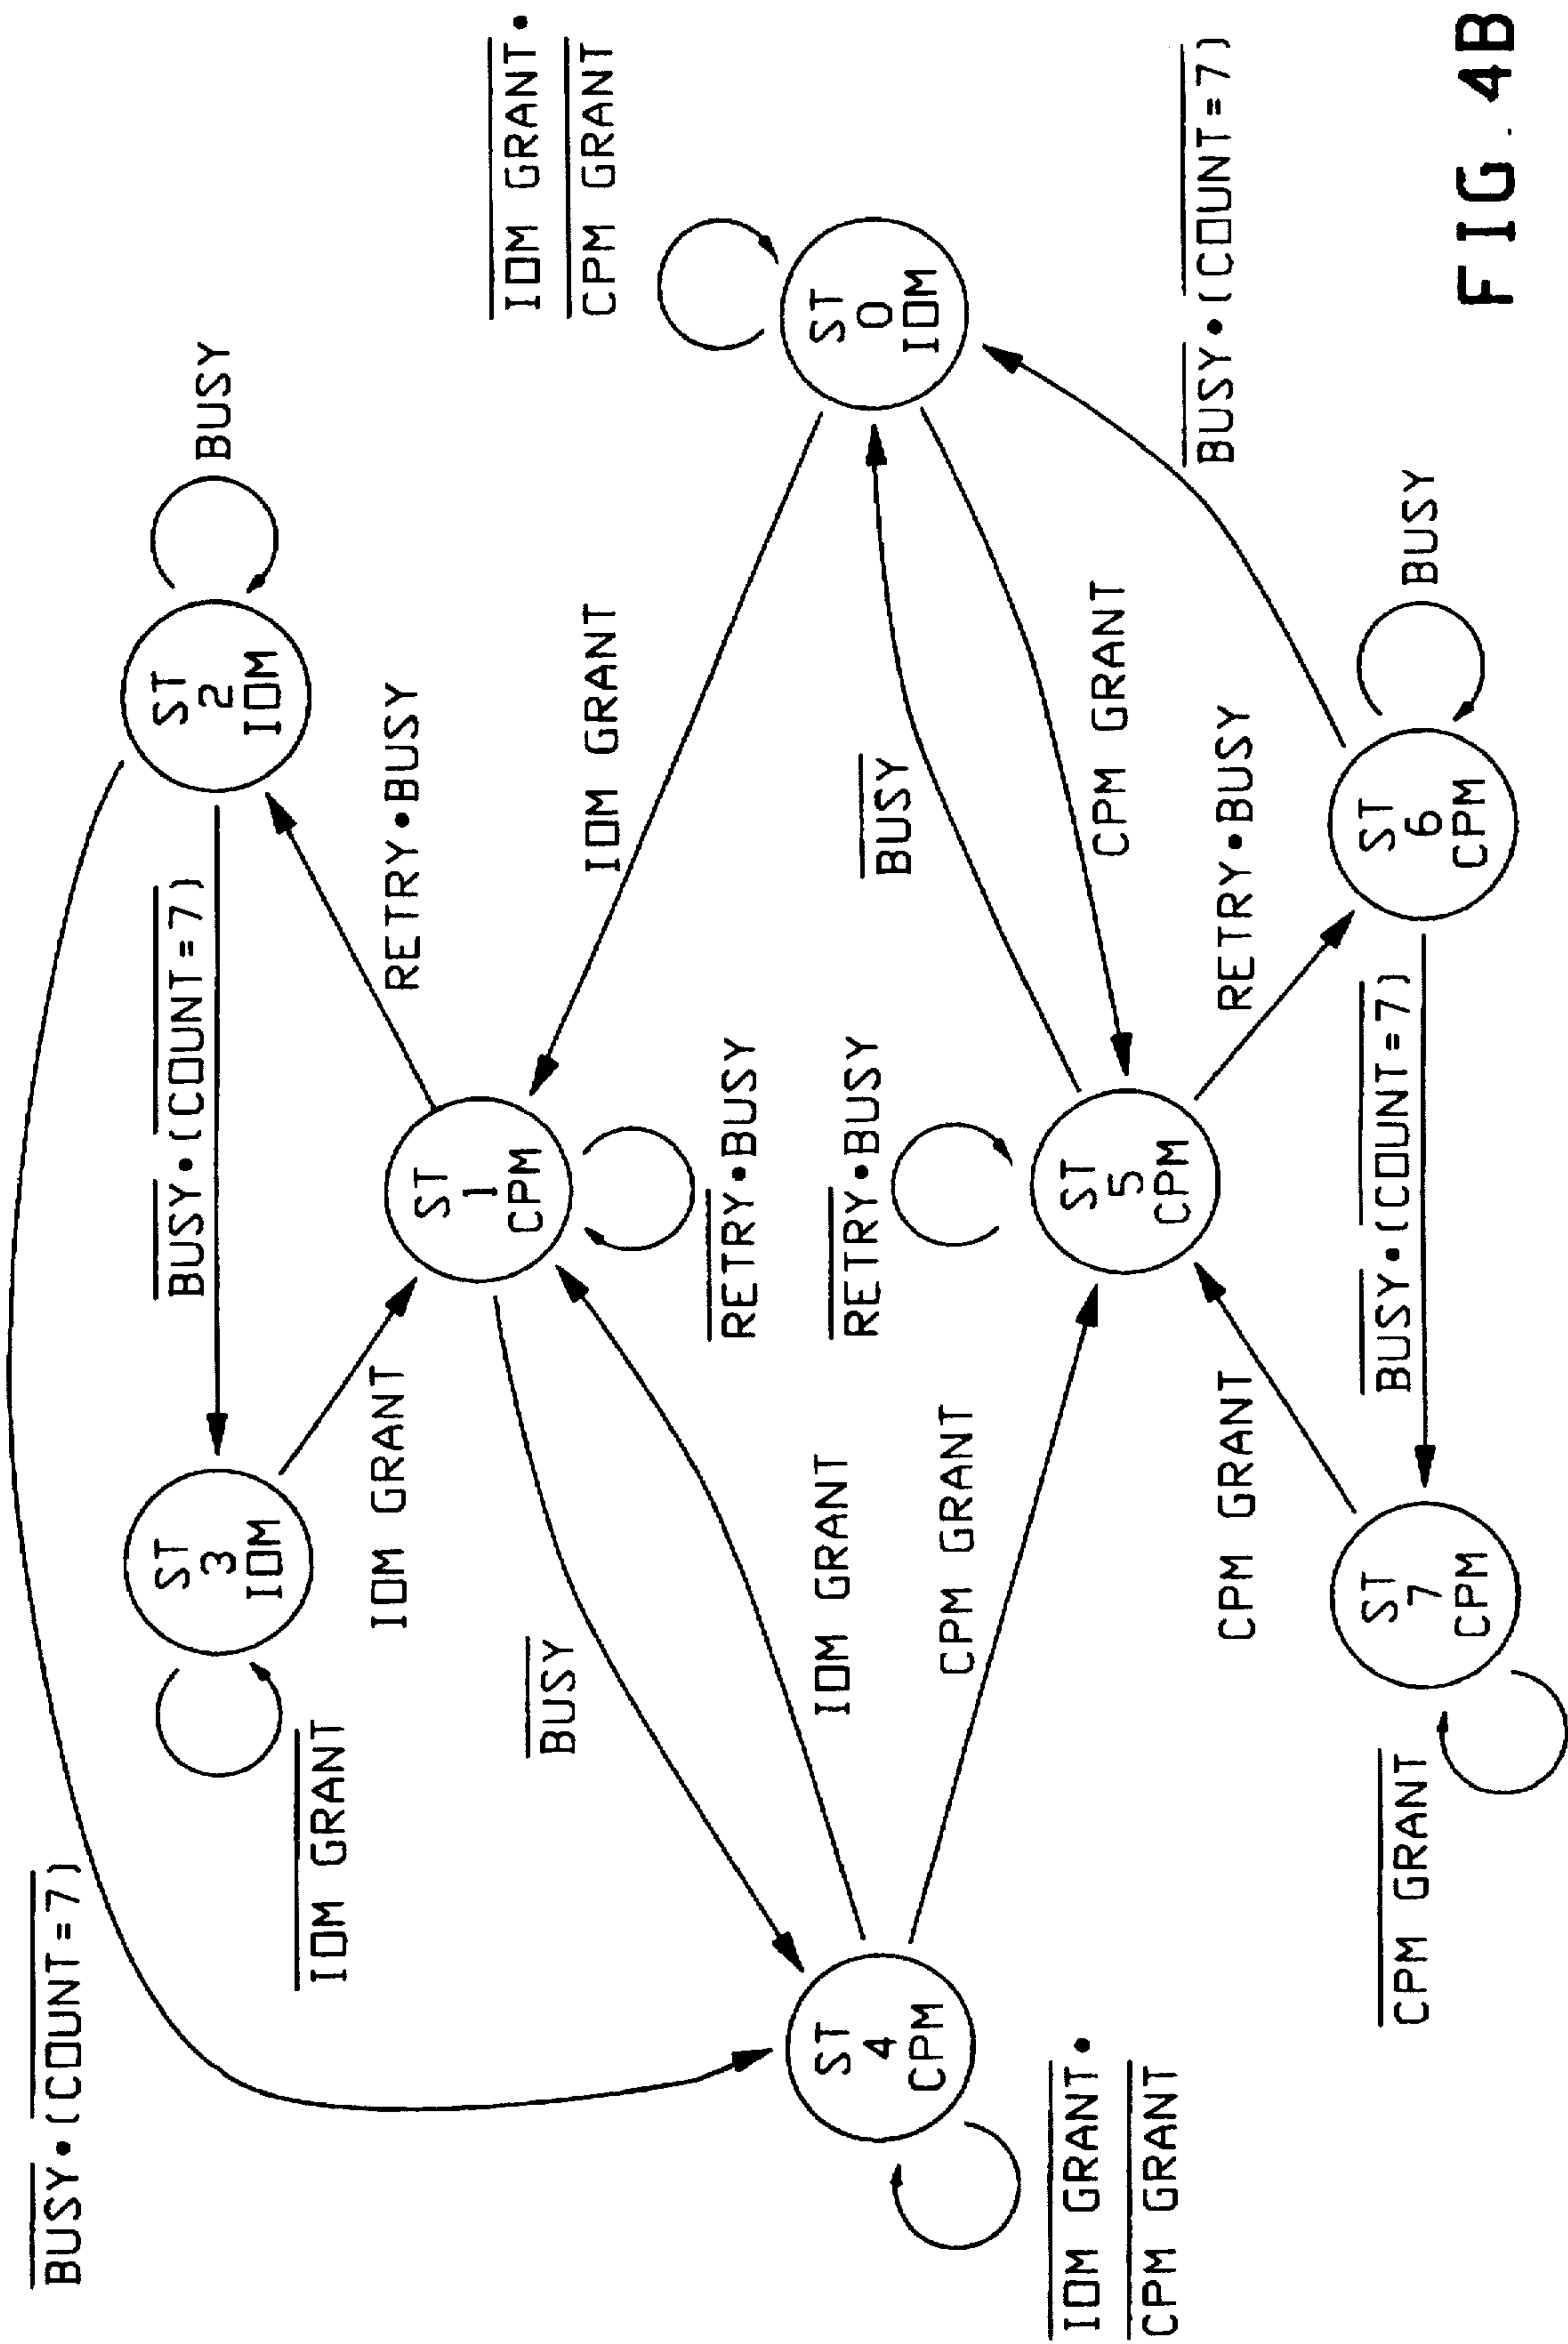 BUSY•(COUNT=7)
BUSY•(COUNT=7)
BUSY
ST
3
IOM
ST
2
IOM
IOM GRANT
IOM GRANT
RETRY•BUSY
ST
1
CPM
IOM GRANT•
CPM GRANT
BUSY
IOM GRANT
RETRY•BUSY
IOM GRANT
RETRY•BUSY
BUSY
ST
4
CPM
ST
0
IOM
CPM GRANT
CPM GRANT
IOM GRANT•
CPM GRANT
ST
5
CPM
CPM GRANT
RETRY•BUSY
BUSY•(COUNT=7)
BUSY•(COUNT=7)
BUSY
CPM GRANT
ST
7
CPM
ST
6
CPM
FIG. 4B